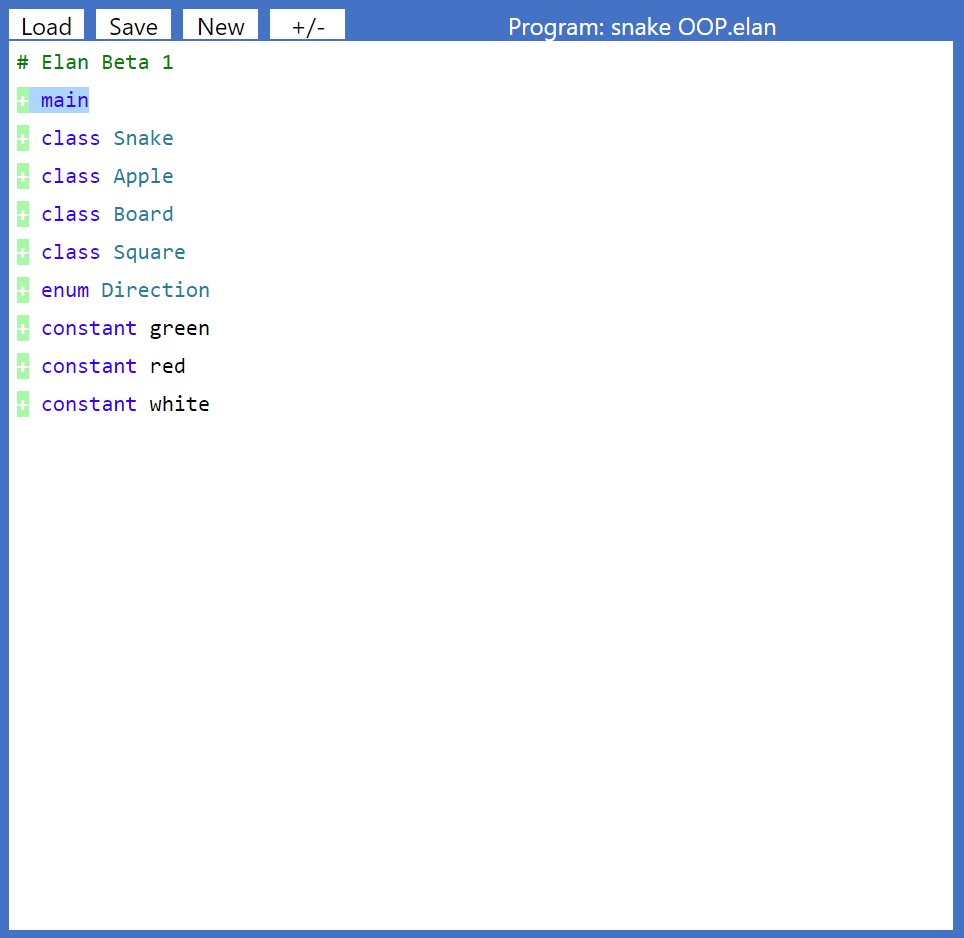 Load Save New +/- Program: snake OOP.elan
# Elan Beta 1
+ main
+ class Snake
+ class Apple
+ class Board
+ class Square
+ enum Direction
+ constant green
+ constant red
+ constant white